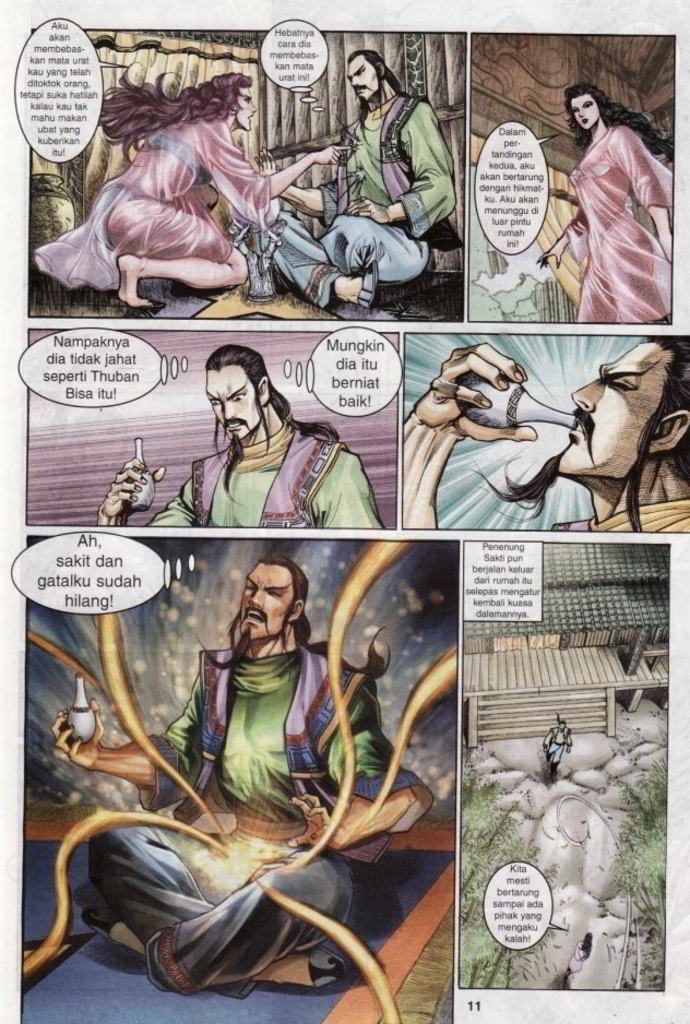 Aku
akan
membebas-
kan mata urat
kau yang telah
ditoktok orang,
tetapi suka hatilah
kalau kau tak
mahu makan
ubat yang
kuberikan
itu!
Hebatnya
cara dia
membebas-
kan mata
urat ini!
Dalam
per-
tandingan
kedua, aku
akan bertarung
dengan hikmat-
ku. Aku akan
menunggu di
luar pintu
rumah
ini!
Nampaknya
dia tidak jahat
seperti Thuban
Bisa itu!
Mungkin
dia itu
berniat
baik!
Ah,
sakit dan
gatalku sudah
hilang!
Penenung
Sakti pun
berjalan keluar
dari rumah itu
selepas mengatur
kembali kuasa
dalamannya.
Kita
mesti
bertarung
sampai ada
pihak yang
mengaku
kalah!
11